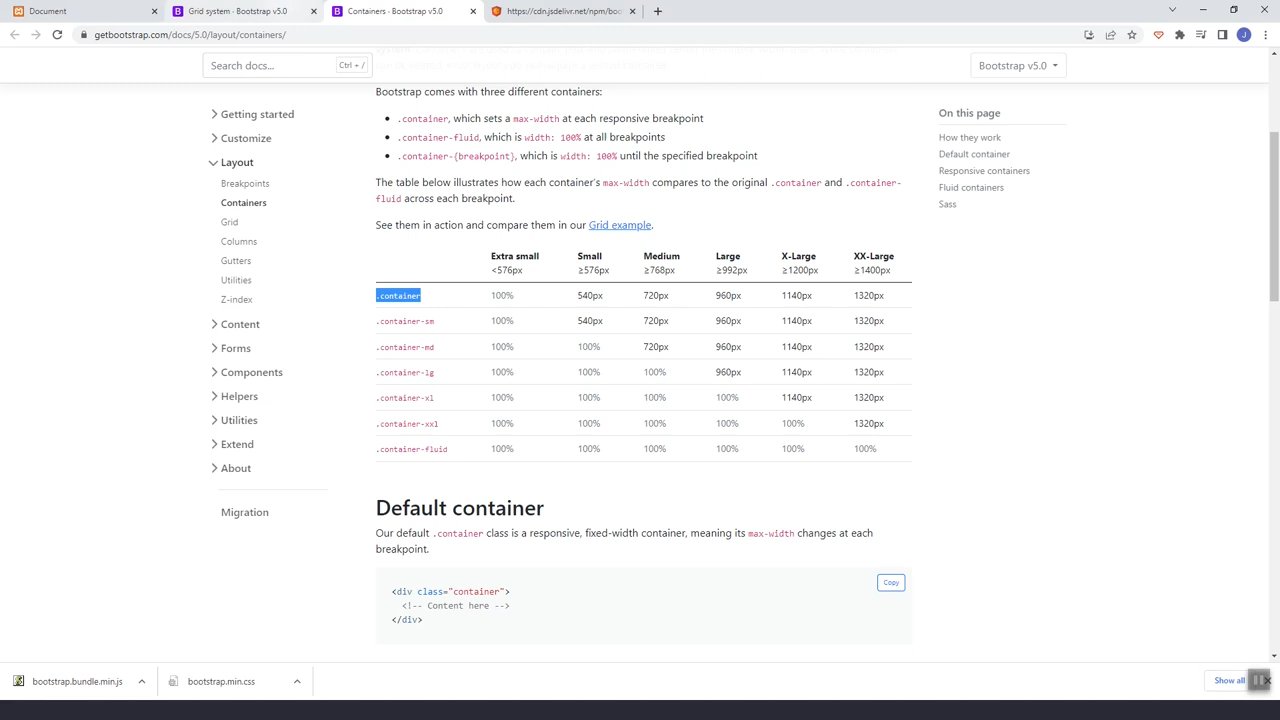 Document
Grid system - Bootstrap v5.0
Containers - Bootstrap v5.0
https://cdn.jsdelivr.net/npm/boo
getbootstrap.com/docs/5.0/layout/containers/
J
Search docs...
Ctrl + /
Bootstrap v5.0
Getting started
Customize
Layout
Breakpoints
Containers
Grid
Columns
Gutters
Utilities
Z-index
Content
Forms
Components
Helpers
Utilities
Extend
About
Migration
Bootstrap comes with three different containers:
.container, which sets a max-width at each responsive breakpoint
.container-fluid, which is width: 100% at all breakpoints
.container-{breakpoint}, which is width: 100% until the specified breakpoint
The table below illustrates how each container's max-width compares to the original .container and .container-
fluid across each breakpoint.
See them in action and compare them in our Grid example.
Extra small Small Medium Large X-Large XX-Large
<576px ≥576px ≥768px ≥992px ≥1200px ≥1400px
.container 100% 540px 720px 960px 1140px 1320px
.container-sm 100% 540px 720px 960px 1140px 1320px
.container-md 100% 100% 720px 960px 1140px 1320px
.container-lg 100% 100% 100% 960px 1140px 1320px
.container-xl 100% 100% 100% 100% 1140px 1320px
.container-xxl 100% 100% 100% 100% 100% 1320px
.container-fluid 100% 100% 100% 100% 100% 100%
Default container
Our default .container class is a responsive, fixed-width container, meaning its max-width changes at each
breakpoint.
Copy
<div class="container">
<!-- Content here -->
</div>
On this page
How they work
Default container
Responsive containers
Fluid containers
Sass
bootstrap.bundle.min.js
bootstrap.min.css
Show all